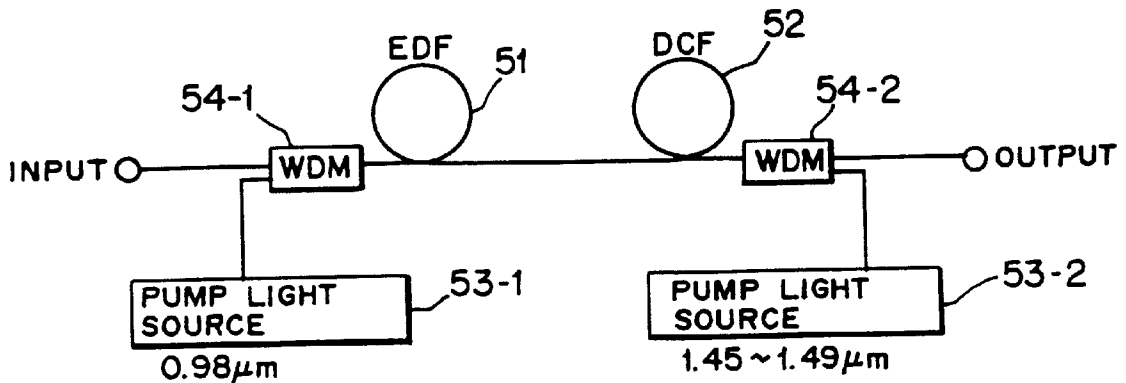 EDF
51
DCF
52
54-1
54-2
INPUT
WDM
WDM
OUTPUT
PUMP LIGHT
SOURCE
53-1
0.98μm
PUMP LIGHT
SOURCE
53-2
1.45~1.49μm